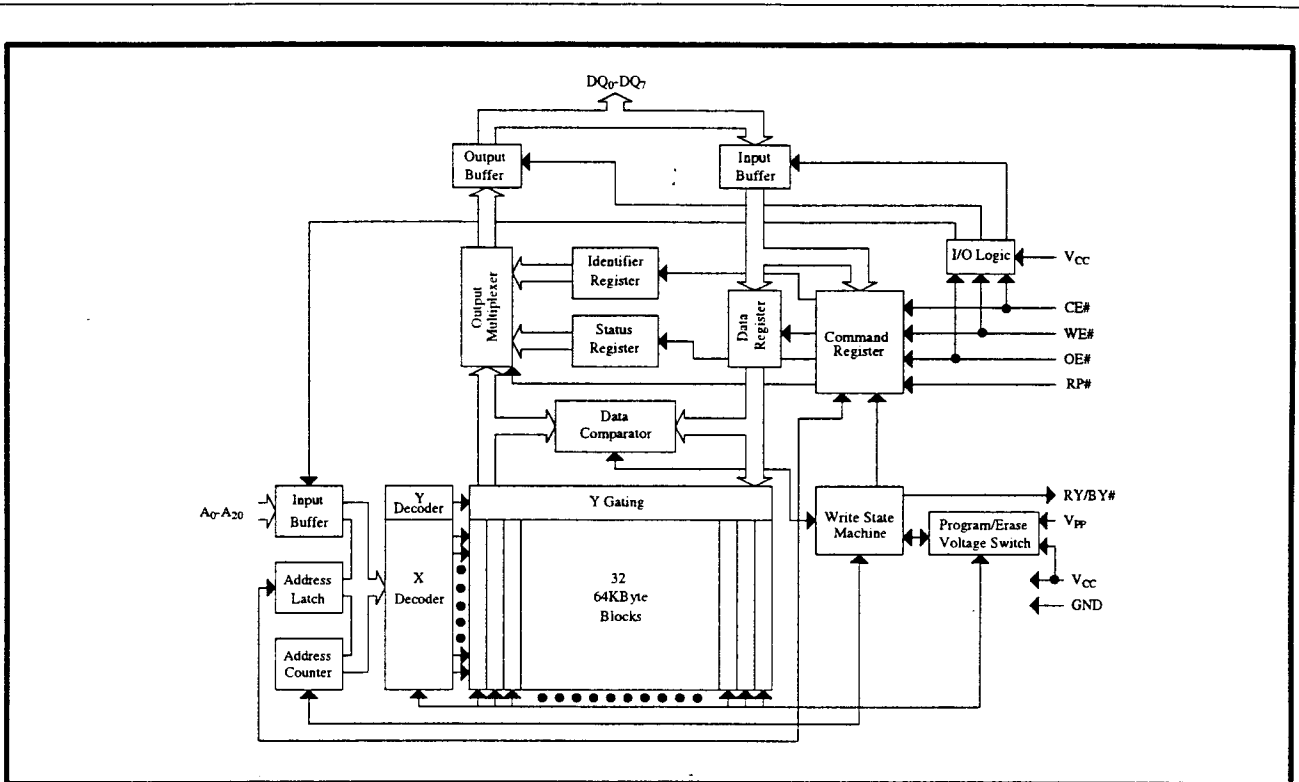 DQ0-DQ7
Output
Buffer
Input
Buffer
I/O Logic
VCC
Output
Multiplexer
Identifier
Register
Status
Register
Data
Register
Command
Register
CE#
WE#
OE#
RP#
Data
Comparator
A0-A20
Input
Buffer
Y
Decoder
Y Gating
Address
Latch
X
Decoder
32
64KByte
Blocks
Address
Counter
Write State
Machine
Program/Erase
Voltage Switch
RY/BY#
VPP
VCC
GND